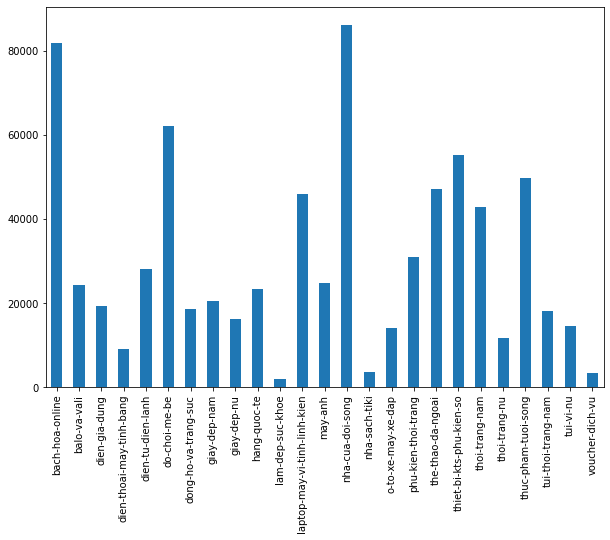 80000
60000
40000
20000
0
bach-hoa-online
balo-va-vali
dien-gia-dung
dien-thoai-may-tinh-bang
dien-tu-dien-lanh
do-choi-me-be
dong-ho-va-trang-suc
giay-dep-nam
giay-dep-nu
hang-quoc-te
lam-dep-suc-khoe
laptop-may-vi-tinh-linh-kien
may-anh
nha-cua-doi-song
nha-sach-tiki
o-to-xe-may-xe-dap
phu-kien-thoi-trang
the-thao-da-ngoai
thiet-bi-kts-phu-kien-so
thoi-trang-nam
thoi-trang-nu
thuc-pham-tuoi-song
tui-thoi-trang-nam
tui-vi-nu
voucher-dich-vu